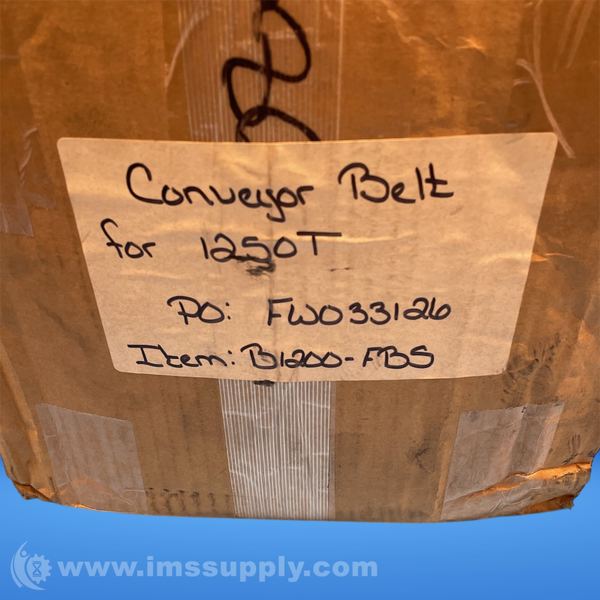 Conveyor Belt
for 1250T
PO: FW033126
Item: B1200-FBS
www.imssupply.com